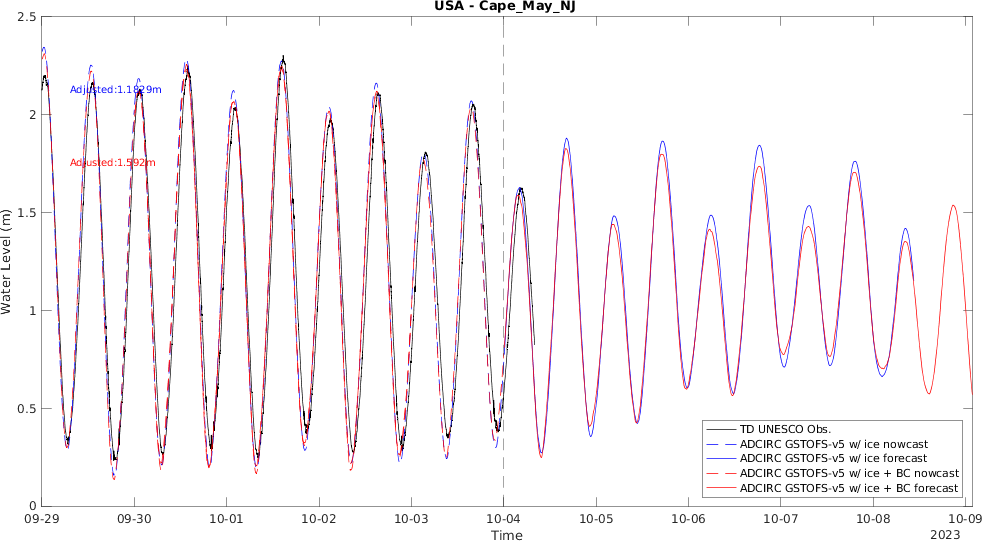 USA - Cape_May_NJ
2.5
2
1.5
1
0.5
0
Water Level (m)
Adjusted:1.1829m
Adjusted:1.592m
TD UNESCO Obs.
ADCIRC GSTOFS-v5 w/ ice nowcast
ADCIRC GSTOFS-v5 w/ ice forecast
ADCIRC GSTOFS-v5 w/ ice + BC nowcast
ADCIRC GSTOFS-v5 w/ ice + BC forecast
09-29 09-30 10-01 10-02 10-03 10-04 10-05 10-06 10-07 10-08 10-09
Time
2023